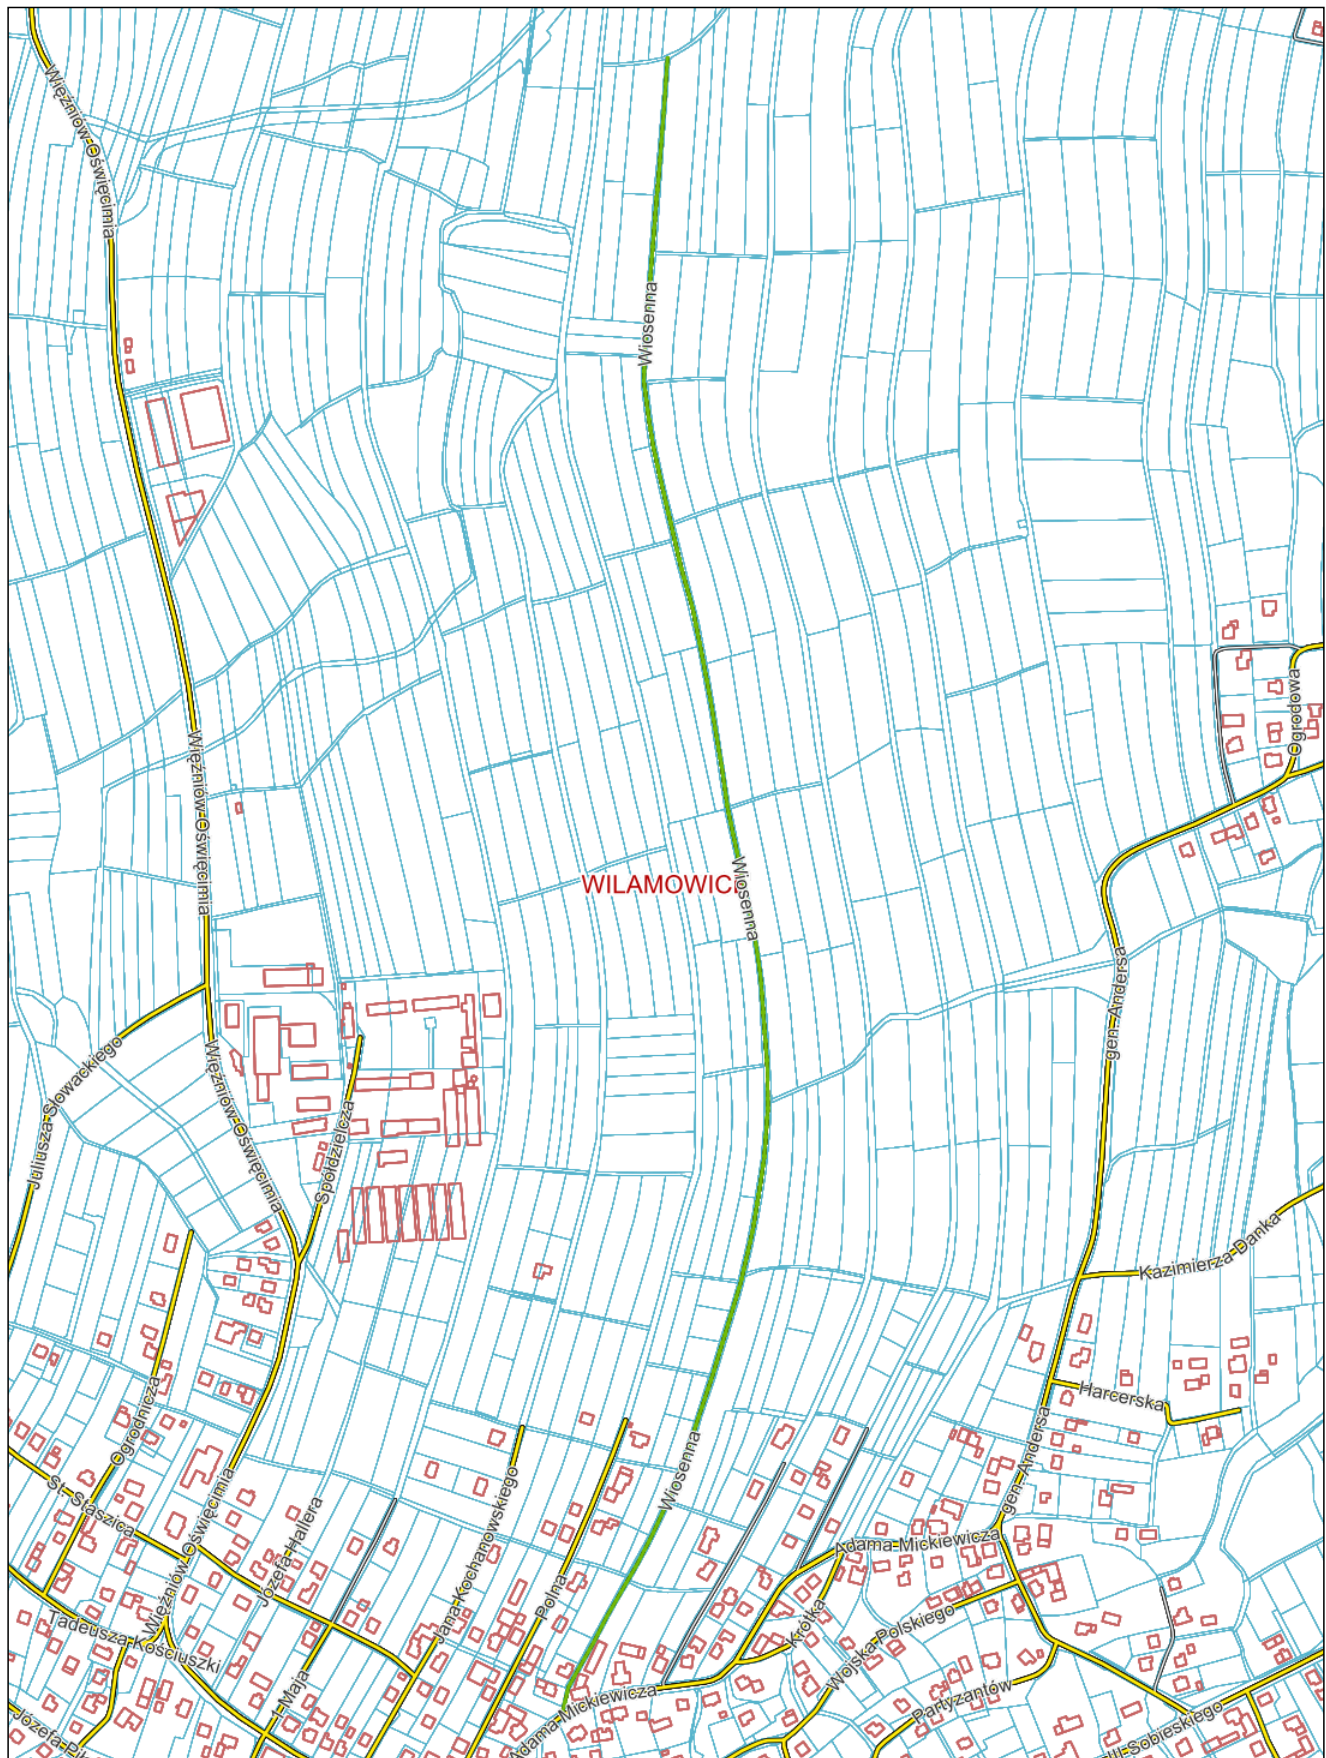 Więźniów Oświęcimia
Wiosenna
Ogrodowa
Więźniów Oświęcimia
WILAMOWIC
Wiosenna
gen. Andersa
Juliusza Słowackiego
Więźniów Oświęcimia
Spółdzielcza
Kazimierza Danka
Harcerska
Ogrodnicza
gen. Andersa
Wiosenna
St. Staszica
Więźniów Oświęcimia
Józefa Hallera
Jana Kochanowskiego
Adama Mickiewicza
Polna
Krótka
Wojska Polskiego
Tadeusza Kościuszki
1 Maja
Adama Mickiewicza
Partyzantów
III Sobieskiego
Józefa